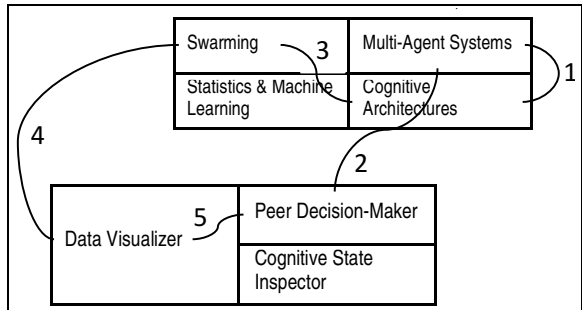 Swarming
3
Multi-Agent Systems
1
Statistics & Machine
Learning
Cognitive
Architectures
4
2
5
Peer Decision-Maker
Data Visualizer
Cognitive State
Inspector